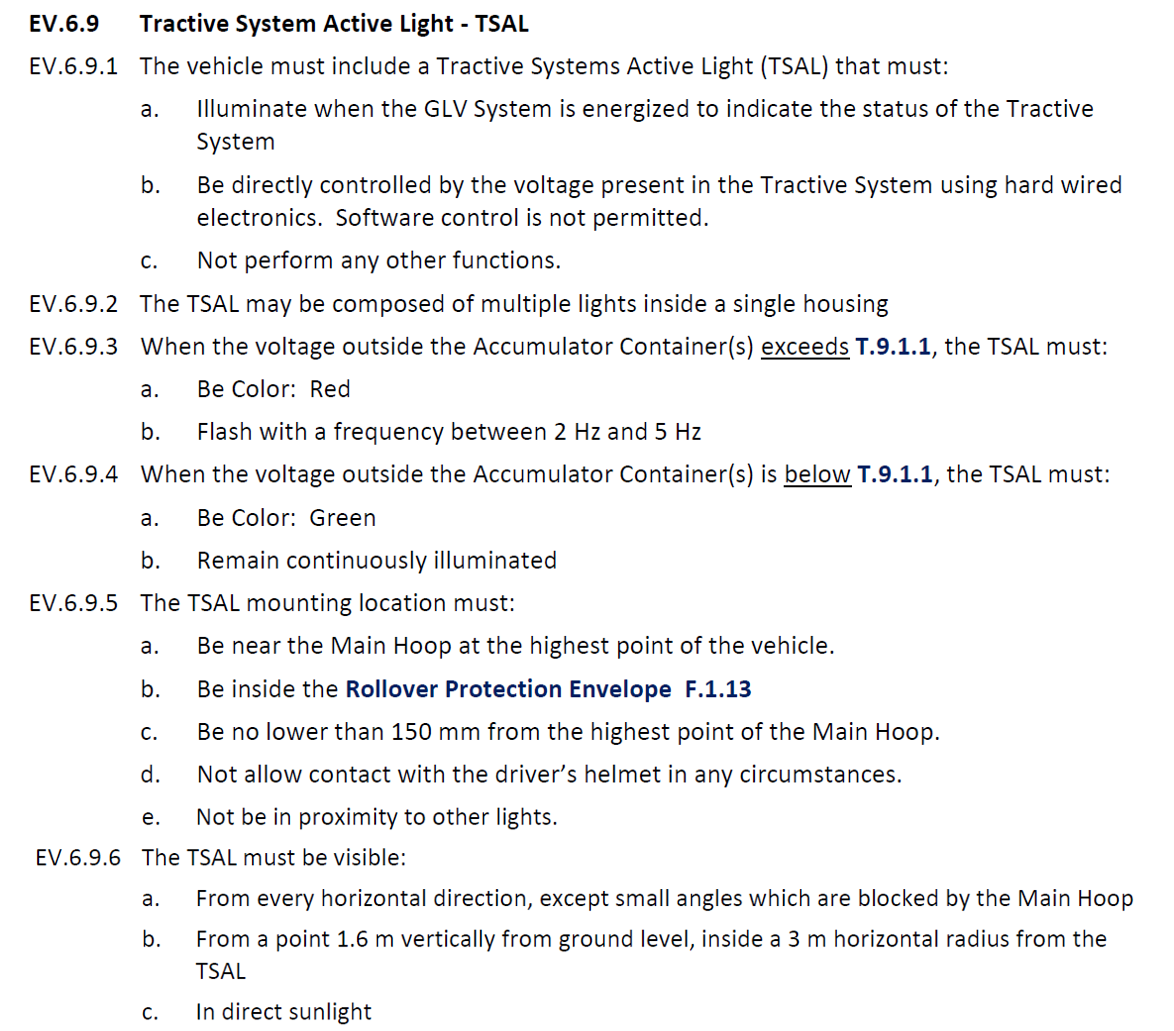 EV.6.9 Tractive System Active Light - TSAL
EV.6.9.1 The vehicle must include a Tractive Systems Active Light (TSAL) that must:
a. Illuminate when the GLV System is energized to indicate the status of the Tractive
System
b. Be directly controlled by the voltage present in the Tractive System using hard wired
electronics. Software control is not permitted.
c. Not perform any other functions.
EV.6.9.2 The TSAL may be composed of multiple lights inside a single housing
EV.6.9.3 When the voltage outside the Accumulator Container(s) exceeds T.9.1.1, the TSAL must:
a. Be Color: Red
b. Flash with a frequency between 2 Hz and 5 Hz
EV.6.9.4 When the voltage outside the Accumulator Container(s) is below T.9.1.1, the TSAL must:
a. Be Color: Green
b. Remain continuously illuminated
EV.6.9.5 The TSAL mounting location must:
a. Be near the Main Hoop at the highest point of the vehicle.
b. Be inside the Rollover Protection Envelope F.1.13
c. Be no lower than 150 mm from the highest point of the Main Hoop.
d. Not allow contact with the driver’s helmet in any circumstances.
e. Not be in proximity to other lights.
EV.6.9.6 The TSAL must be visible:
a. From every horizontal direction, except small angles which are blocked by the Main Hoop
b. From a point 1.6 m vertically from ground level, inside a 3 m horizontal radius from the
TSAL
c. In direct sunlight